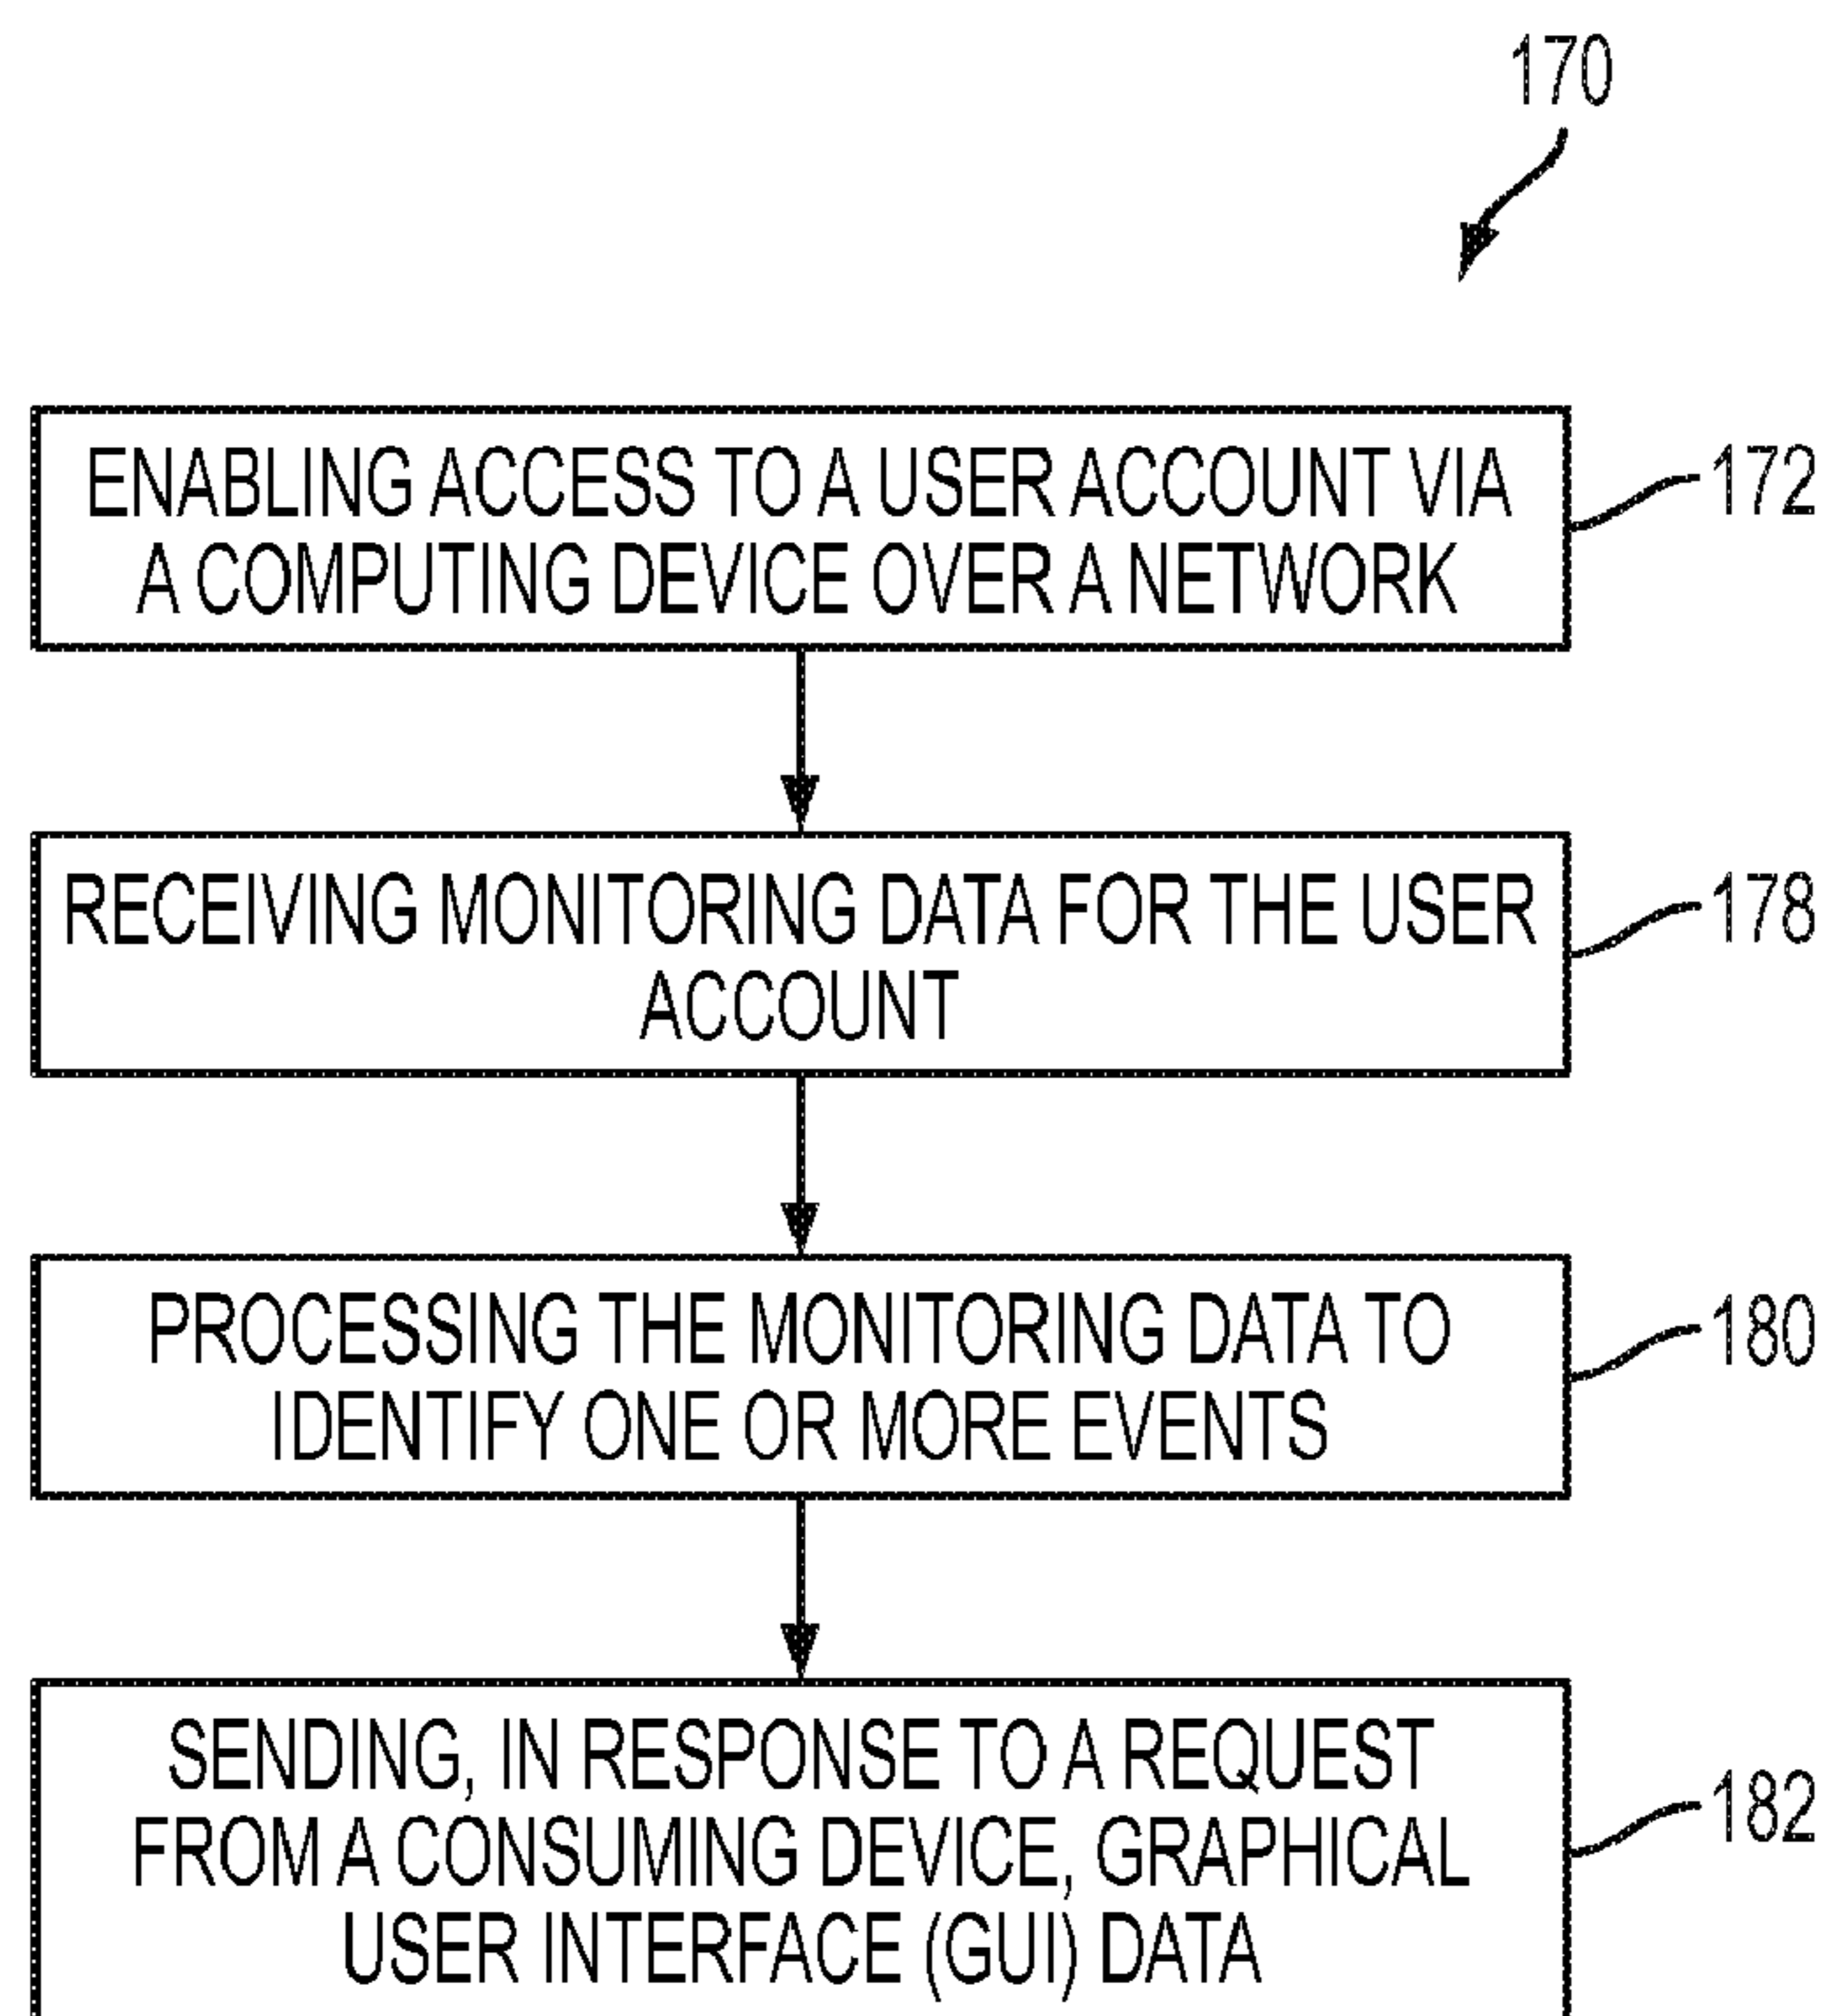 170
ENABLING ACCESS TO A USER ACCOUNT VIA
A COMPUTING DEVICE OVER A NETWORK
172
RECEIVING MONITORING DATA FOR THE USER
ACCOUNT
178
PROCESSING THE MONITORING DATA TO
IDENTIFY ONE OR MORE EVENTS
180
SENDING, IN RESPONSE TO A REQUEST
FROM A CONSUMING DEVICE, GRAPHICAL
USER INTERFACE (GUI) DATA
182